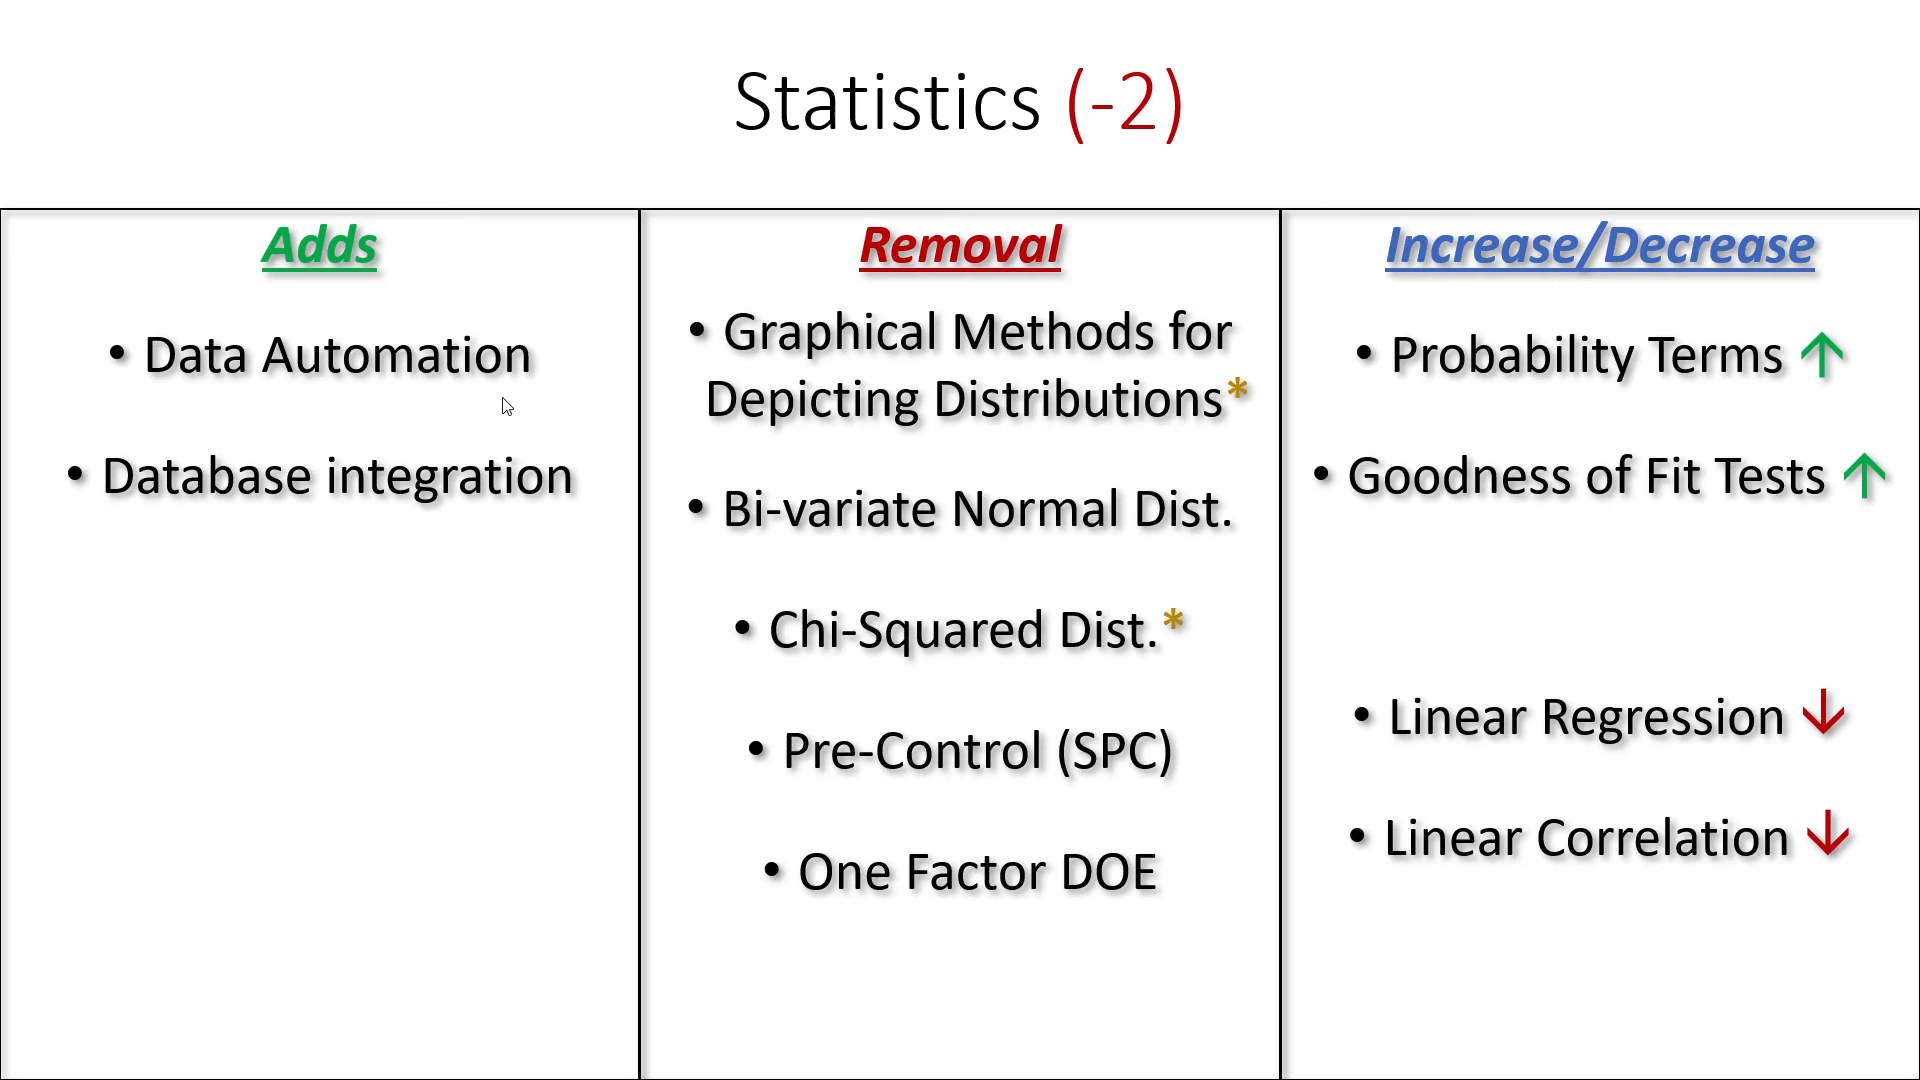 Statistics (-2)
Adds
• Data Automation
• Database integration
Removal
• Graphical Methods for
Depicting Distributions*
• Bi-variate Normal Dist.
• Chi-Squared Dist.*
• Pre-Control (SPC)
• One Factor DOE
Increase/Decrease
• Probability Terms ↑
• Goodness of Fit Tests ↑
• Linear Regression ↓
• Linear Correlation ↓